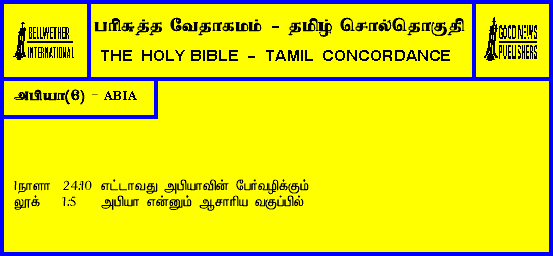 BELLWETHER
INTERNATIONAL
பரிசுத்த வேதாகமம் - தமிழ் சொல்தொகுதி
THE HOLY BIBLE - TAMIL CONCORDANCE
GOOD NEWS
PUBLISHERS
அபியா(6) - ABIA
1நாளா 24:10 எட்டாவது அபியாவின் பேர்வழிக்கும்
லூக் 1:5 அபியா என்னும் ஆசாரிய வகுப்பில்